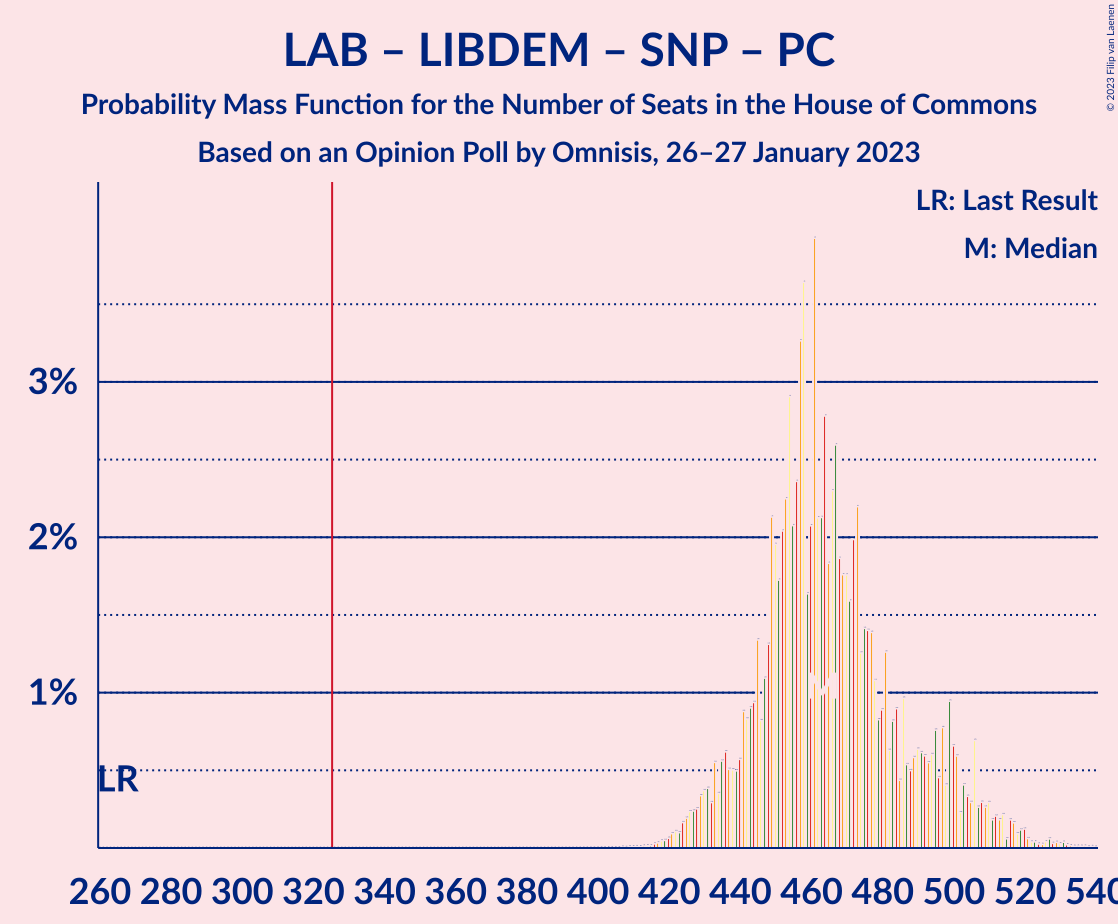 LAB – LIBDEM – SNP – PC
Probability Mass Function for the Number of Seats in the House of Commons
Based on an Opinion Poll by Omnisis, 26–27 January 2023
© 2023 Filip van Laenen
LR: Last Result
M: Median
3%
2%
1%
LR
M
260 280 300 320 340 360 380 400 420 440 460 480 500 520 540